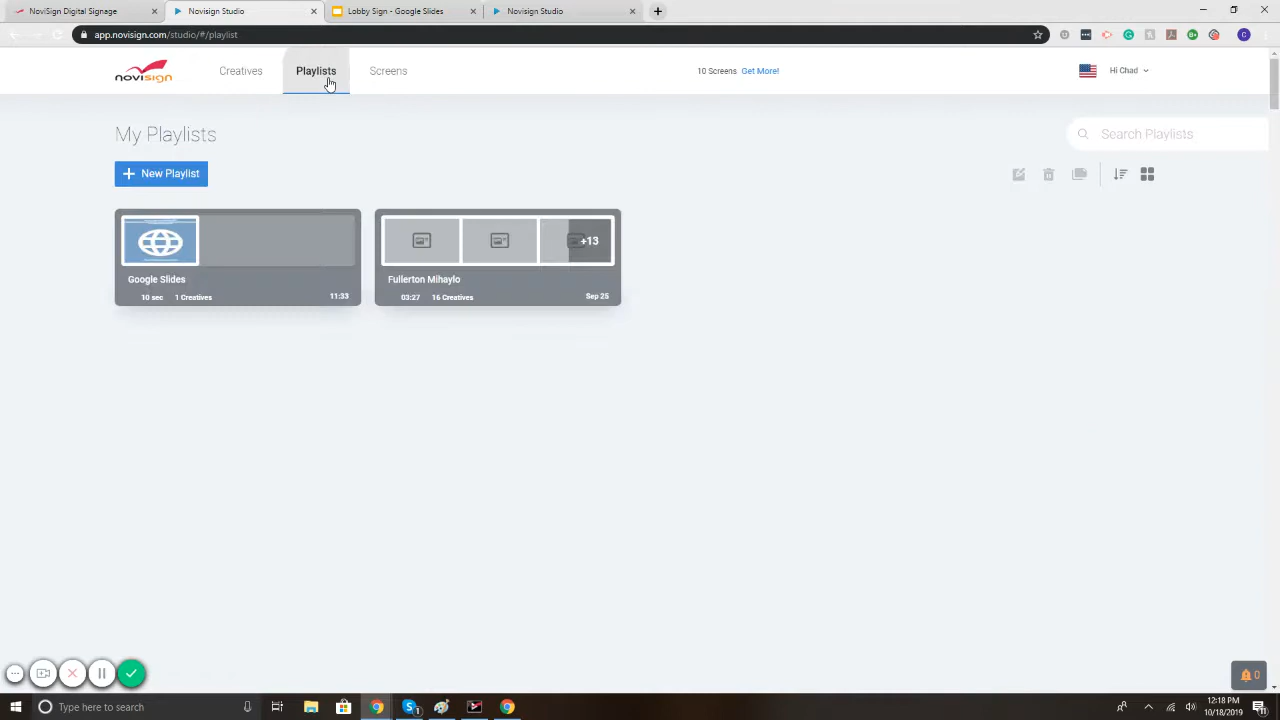 NoviSign Digital Signage
Novisign Studio
Lobby Sign - Google Slides
Novisign Studio
app.novisign.com/studio/#/playlist
novisign
Creatives
Playlists
Screens
10 Screens Get More!
Hi Chad
My Playlists
Search Playlists
+ New Playlist
+13
Google Slides
10 sec 1 Creatives 11:33
Fullerton Mihaylo
03:27 16 Creatives Sep 25
0
Type here to search
1
12:18 PM
10/18/2019